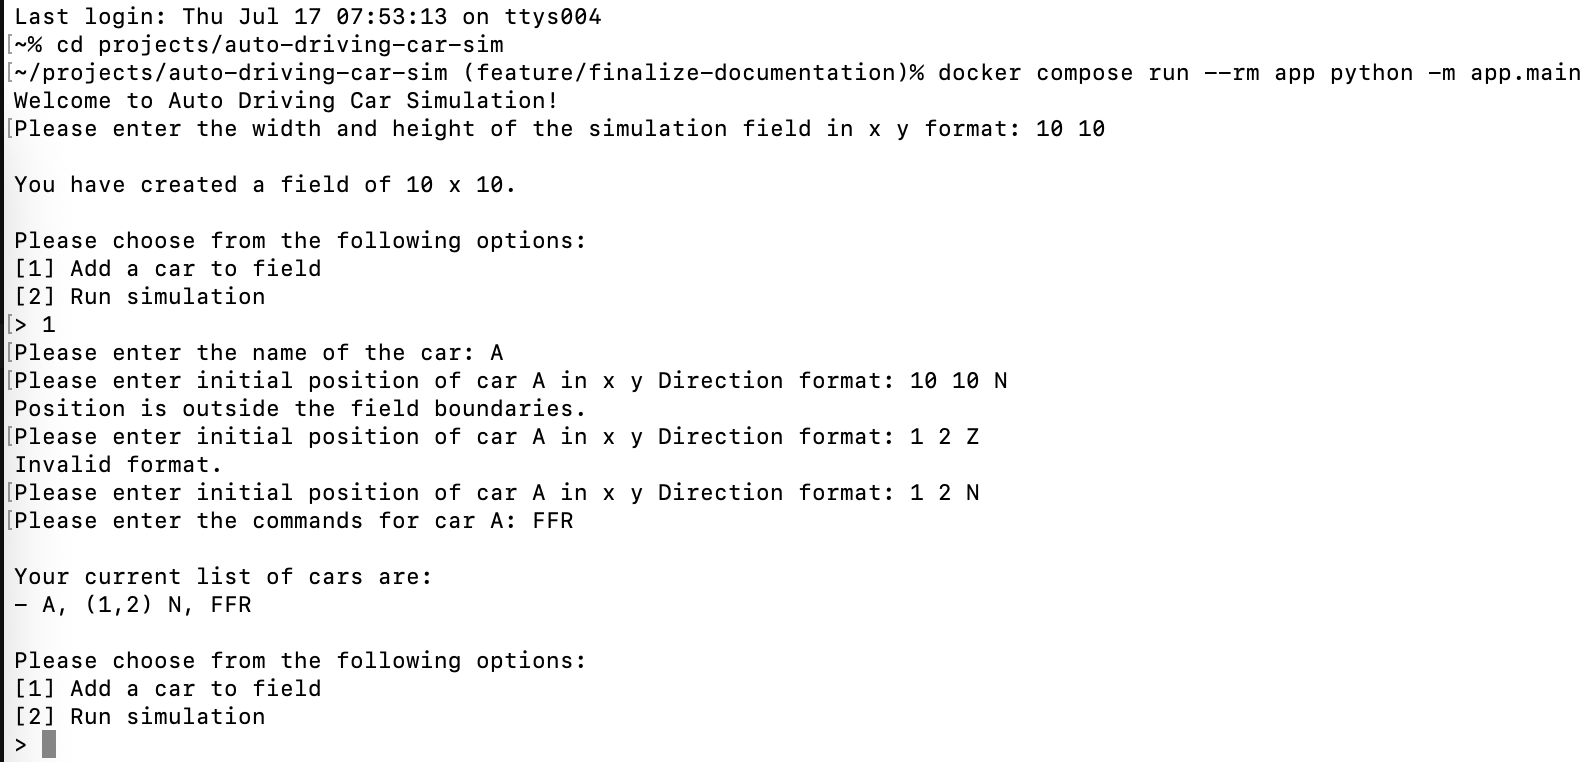 Last login: Thu Jul 17 07:53:13 on ttys004
[~% cd projects/auto-driving-car-sim
[~/projects/auto-driving-car-sim (feature/finalize-documentation)% docker compose run --rm app python -m app.main
Welcome to Auto Driving Car Simulation!
[Please enter the width and height of the simulation field in x y format: 10 10
You have created a field of 10 x 10.
Please choose from the following options:
[1] Add a car to field
[2] Run simulation
[> 1
[Please enter the name of the car: A
[Please enter initial position of car A in x y Direction format: 10 10 N
Position is outside the field boundaries.
[Please enter initial position of car A in x y Direction format: 1 2 Z
Invalid format.
[Please enter initial position of car A in x y Direction format: 1 2 N
[Please enter the commands for car A: FFR
Your current list of cars are:
- A, (1,2) N, FFR
Please choose from the following options:
[1] Add a car to field
[2] Run simulation
>